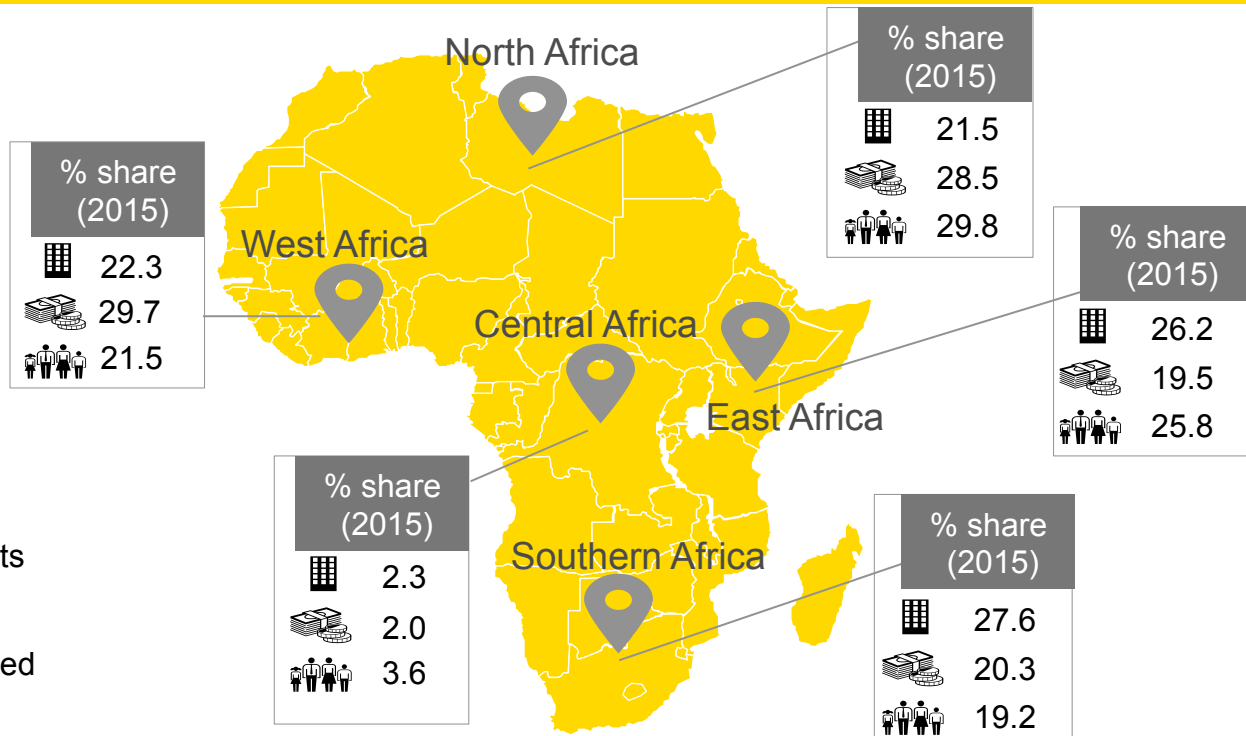 North Africa
% share
(2015)
21.5
28.5
29.8
% share
(2015)
22.3
29.7
21.5
West Africa
% share
(2015)
26.2
19.5
25.8
Central Africa
East Africa
% share
(2015)
2.3
2.0
3.6
Southern Africa
% share
(2015)
27.6
20.3
19.2
ts
ed